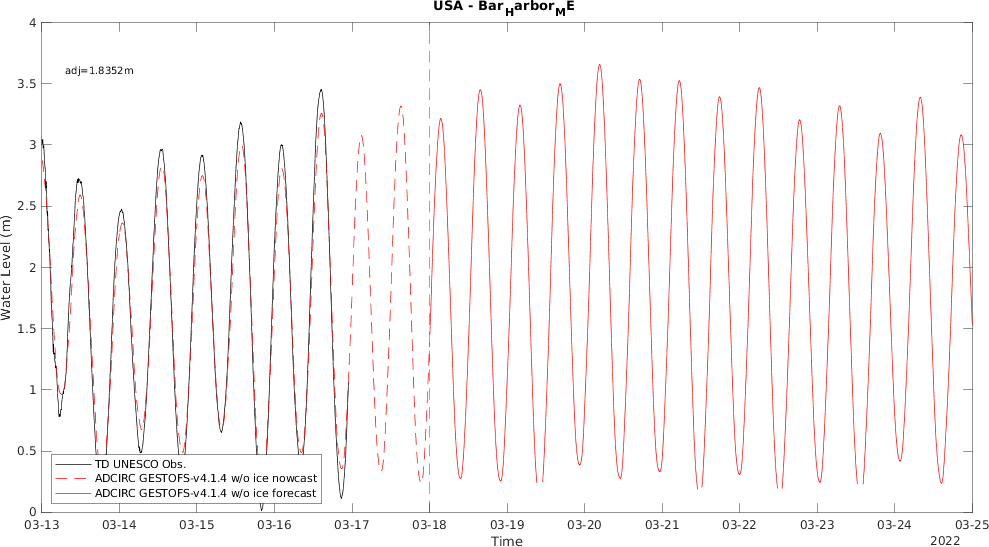 USA - Bar_Harbor_ME
adj=1.8352m
Water Level (m)
4
3.5
3
2.5
2
1.5
1
0.5
0
TD UNESCO Obs.
ADCIRC GESTOFS-v4.1.4 w/o ice nowcast
ADCIRC GESTOFS-v4.1.4 w/o ice forecast
03-13 03-14 03-15 03-16 03-17 03-18 03-19 03-20 03-21 03-22 03-23 03-24 03-25
Time
2022